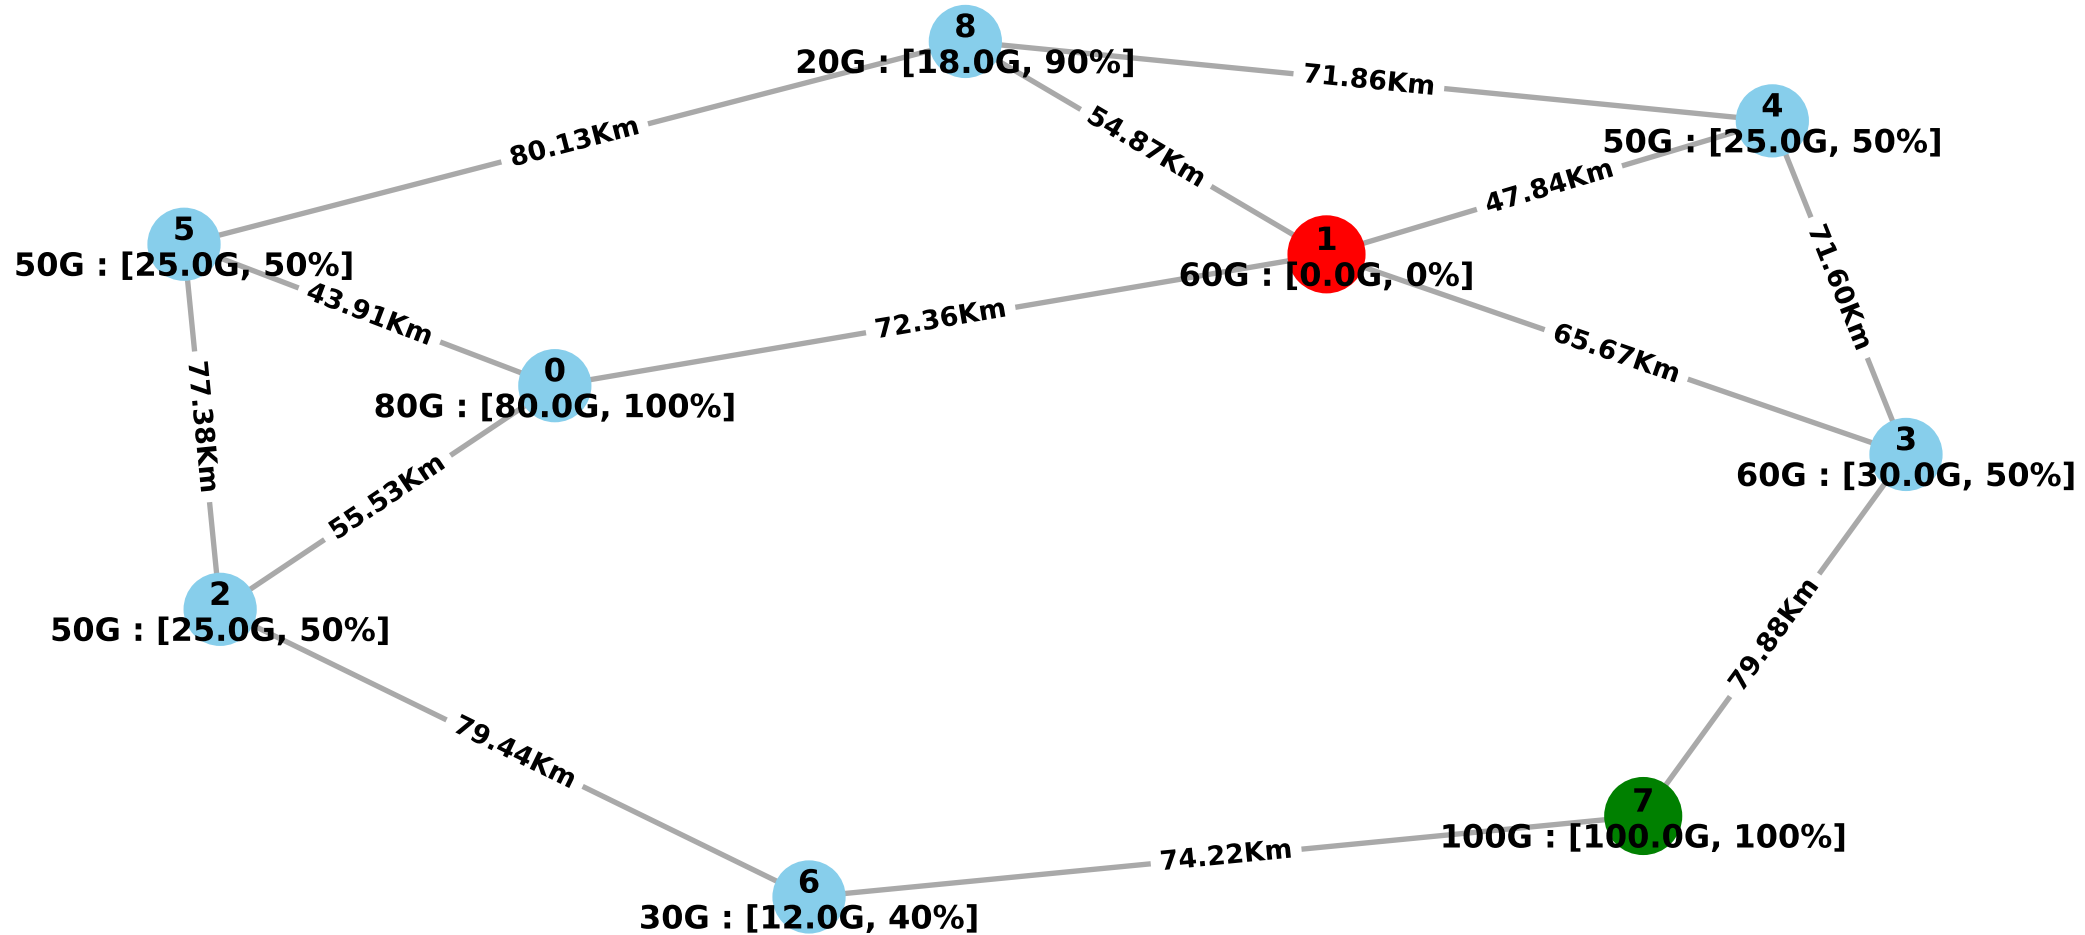 8
20G : [18.0G, 90%]
71.86Km
4
50G : [25.0G, 50%]
80.13Km
54.87Km
47.84Km
5
50G : [25.0G, 50%]
1
60G : [0.0G, 0%]
71.60Km
43.91Km
72.36Km
65.67Km
0
80G : [80.0G, 100%]
77.38Km
3
60G : [30.0G, 50%]
55.53Km
2
50G : [25.0G, 50%]
79.88Km
79.44Km
7
100G : [100.0G, 100%]
74.22Km
6
30G : [12.0G, 40%]